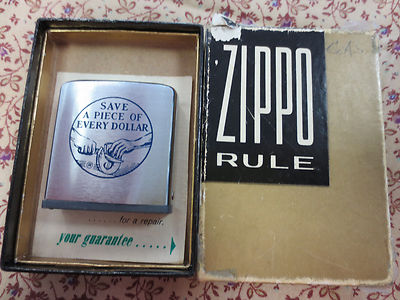 SAVE
A PIECE OF
EVERY DOLLAR
......for a repair.
your guarantee.....
ZIPPO
RULE